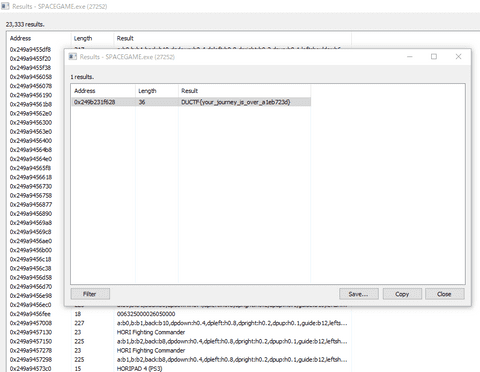 Results - SPACEGAME.exe (27252)
23,333 results.
Address Length Result
0x249a9455df8
0x249a9455f20
0x249a9455f38
0x249a9456058
0x249a9456078
0x249a9456190
0x249a94561b8
0x249a94562e0
0x249a9456300
0x249a94563e0
0x249a9456400
0x249a94564b8
0x249a94564e0
0x249a94565f8
0x249a9456618
0x249a9456730
0x249a9456758
0x249a9456877
0x249a9456890
0x249a94569a8
0x249a94569c8
0x249a9456ae0
0x249a9456b00
0x249a9456c18
0x249a9456c38
0x249a9456d58
0x249a9456d70
0x249a9456e98
0x249a9456ec0
0x249a9456fee 18 006325000026050000
0x249a9457008 227 a:b0,b:b1,back:b10,dpdown:h0.4,dpleft:h0.8,dpright:h0.2,dpup:h0.1,guide:b12,lefts...
0x249a9457130 23 HORI Fighting Commander
0x249a9457158 225 a:b1,b:b2,back:b8,dpdown:h0.4,dpleft:h0.8,dpright:h0.2,dpup:h0.1,guide:b12,leftsh...
0x249a9457278 23 HORI Fighting Commander
0x249a9457298 225 a:b1,b:b2,back:b8,dpdown:h0.4,dpleft:h0.8,dpright:h0.2,dpup:h0.1,guide:b12,leftsh...
0x249a94573c0 15 HORIPAD 4 (PS3)
Results - SPACEGAME.exe (27252)
1 results.
Address Length Result
0x249b231f628 36 DUCTF{your_journey_is_over_a1eb723d}
Filter Save... Copy Close